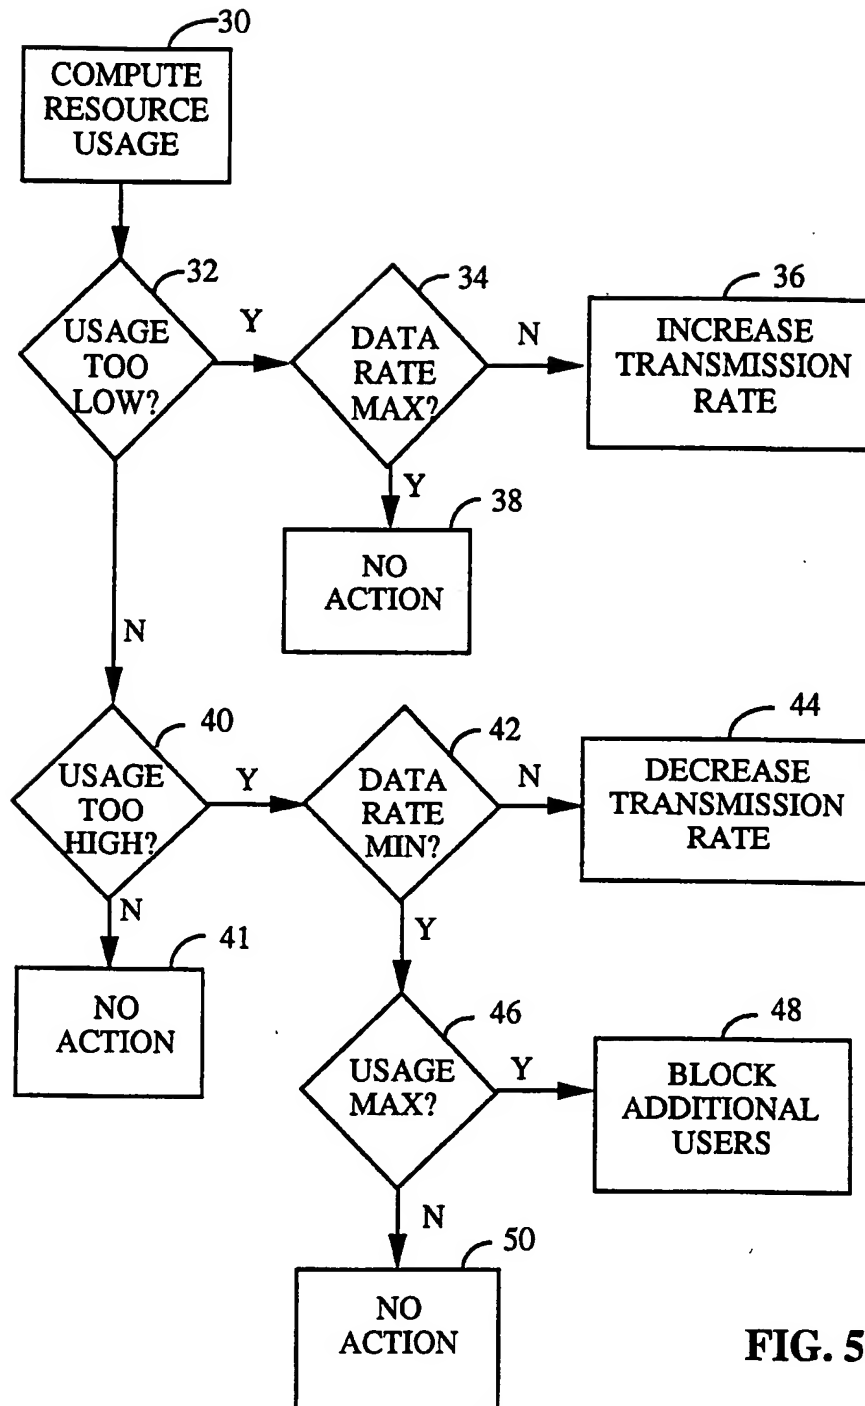 30
COMPUTE
RESOURCE
USAGE
32
USAGE
TOO
LOW?
Y
34
DATA
RATE
MAX?
N
36
INCREASE
TRANSMISSION
RATE
Y
38
NO
ACTION
N
40
USAGE
TOO
HIGH?
Y
42
DATA
RATE
MIN?
N
44
DECREASE
TRANSMISSION
RATE
N
41
NO
ACTION
Y
46
USAGE
MAX?
Y
48
BLOCK
ADDITIONAL
USERS
N
50
NO
ACTION
FIG. 5